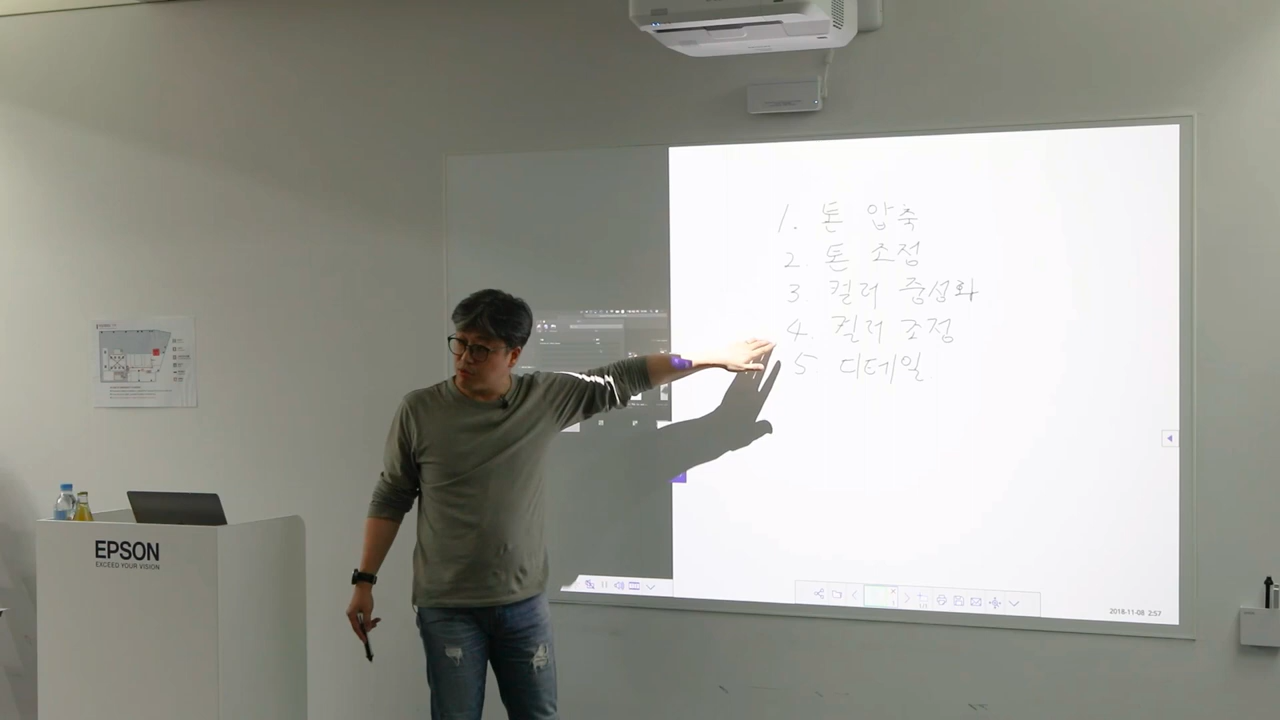 1. 톤 압축
2. 톤 조정
3. 컬러 중성화
4. 컬러 조정
5 디테일
EPSON
EXCEED YOUR VISION
2018-11-08 2:57